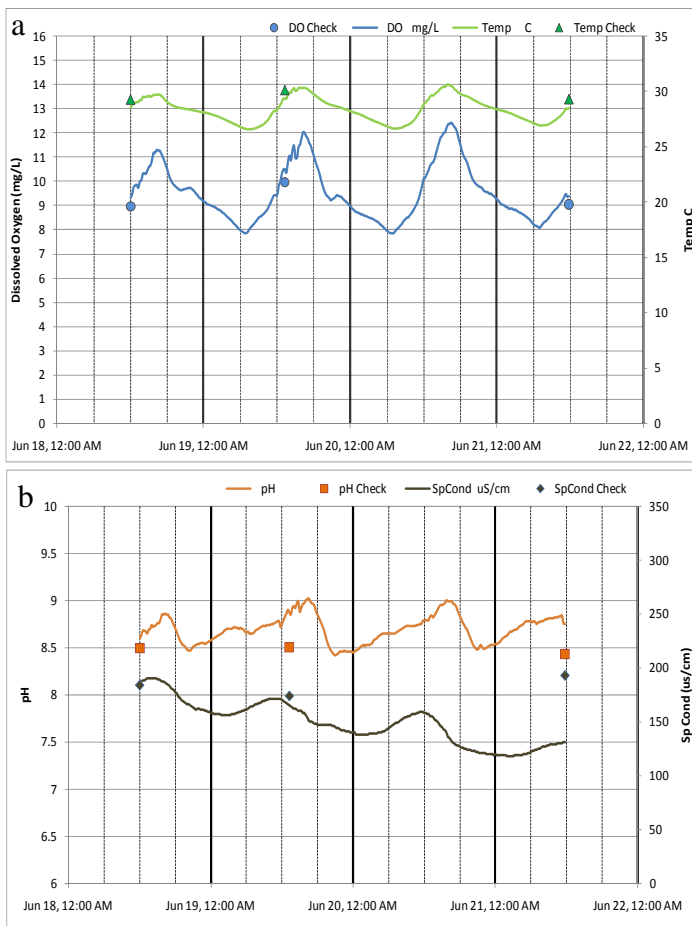 a
DO Check DO mg/L Temp C Temp Check
16 35
15
14
13 30
12
11 25
10
9 20
8
7 15
6
5 10
4
3
2 5
1
0 0
Dissolved Oxygen (mg/L)
Temp C
Jun 18, 12:00 AM Jun 19, 12:00 AM Jun 20, 12:00 AM Jun 21, 12:00 AM Jun 22, 12:00 AM
b
pH pH Check SpCond uS/cm SpCond Check
10 350
9.5 300
9 250
8.5
8 200
7.5 150
7 100
6.5 50
6 0
pH
Sp Cond (us/cm)
Jun 18, 12:00 AM Jun 19, 12:00 AM Jun 20, 12:00 AM Jun 21, 12:00 AM Jun 22, 12:00 AM